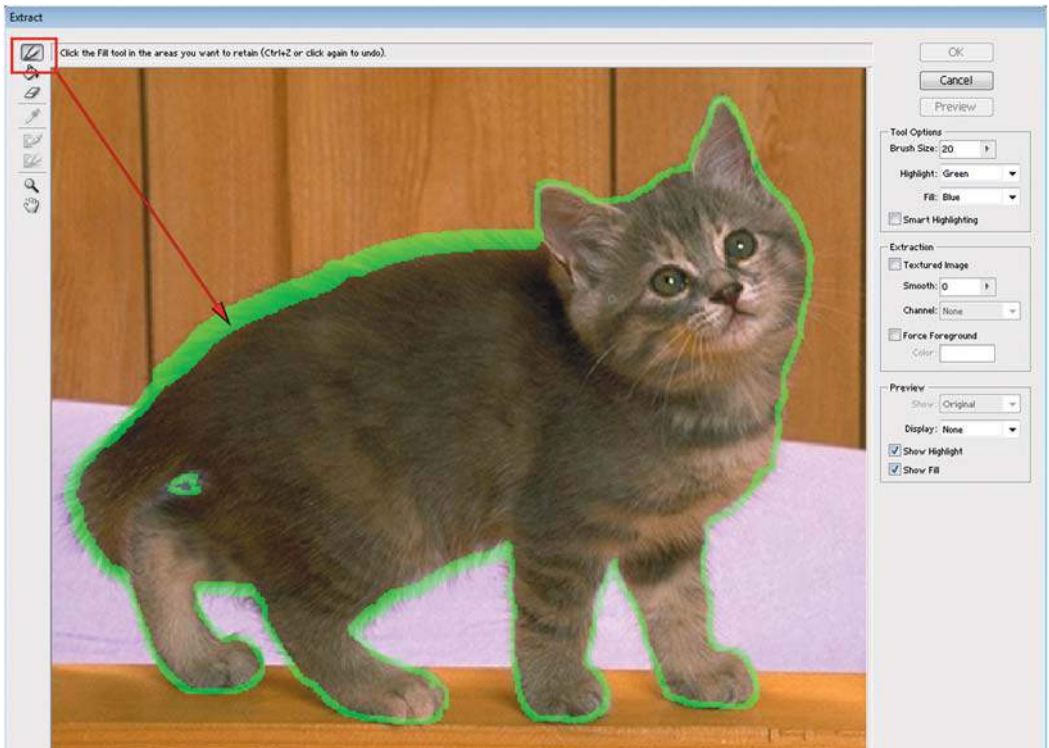 Extract
Click the Fill tool in the areas you want to retain (Ctrl+Z or click again to undo).
OK
Cancel
Preview
Tool Options
Brush Size: 20
Highlight: Green
Fill: Blue
Smart Highlighting
Extraction
Textured Image
Smooth: 0
Channel: None
Force Foreground
Color:
Preview
Show: Original
Display: None
Show Highlight
Show Fill